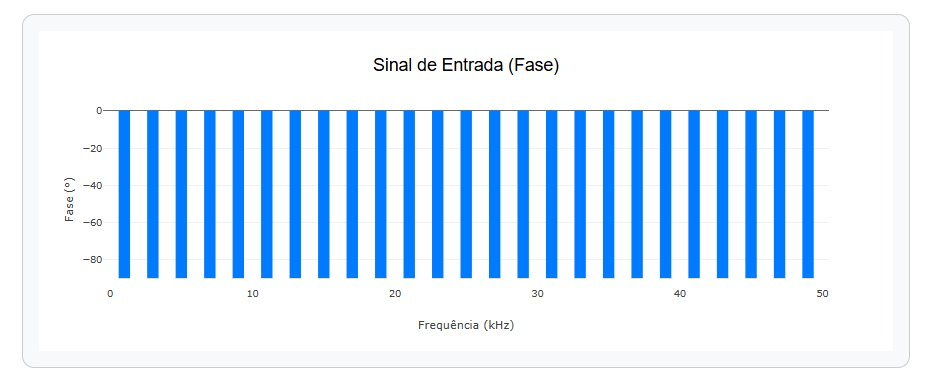 Sinal de Entrada (Fase)
0
−20
−40
−60
−80
Fase (°)
0 10 20 30 40 50
Frequência (kHz)